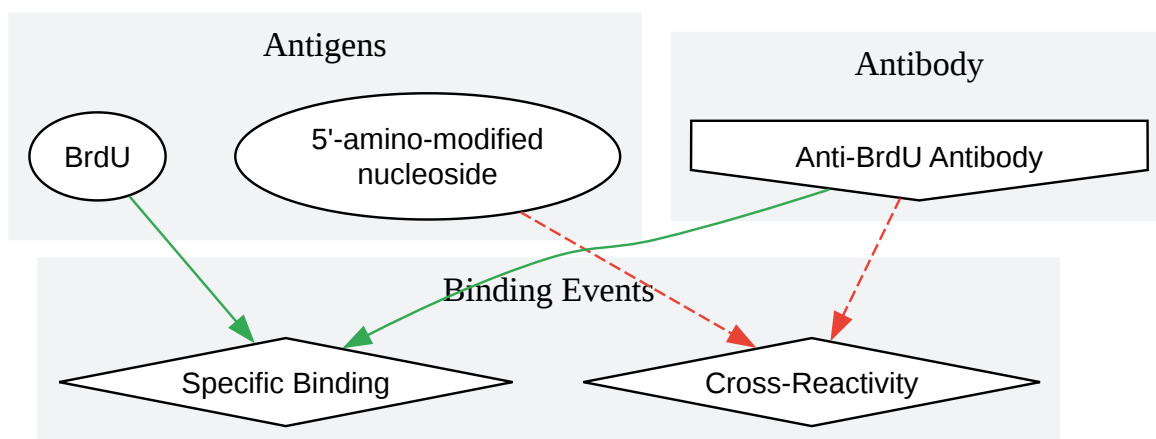 Antigens
Antibody
BrdU
5'-amino-modified
nucleoside
Anti-BrdU Antibody
Binding Events
Specific Binding
Cross-Reactivity